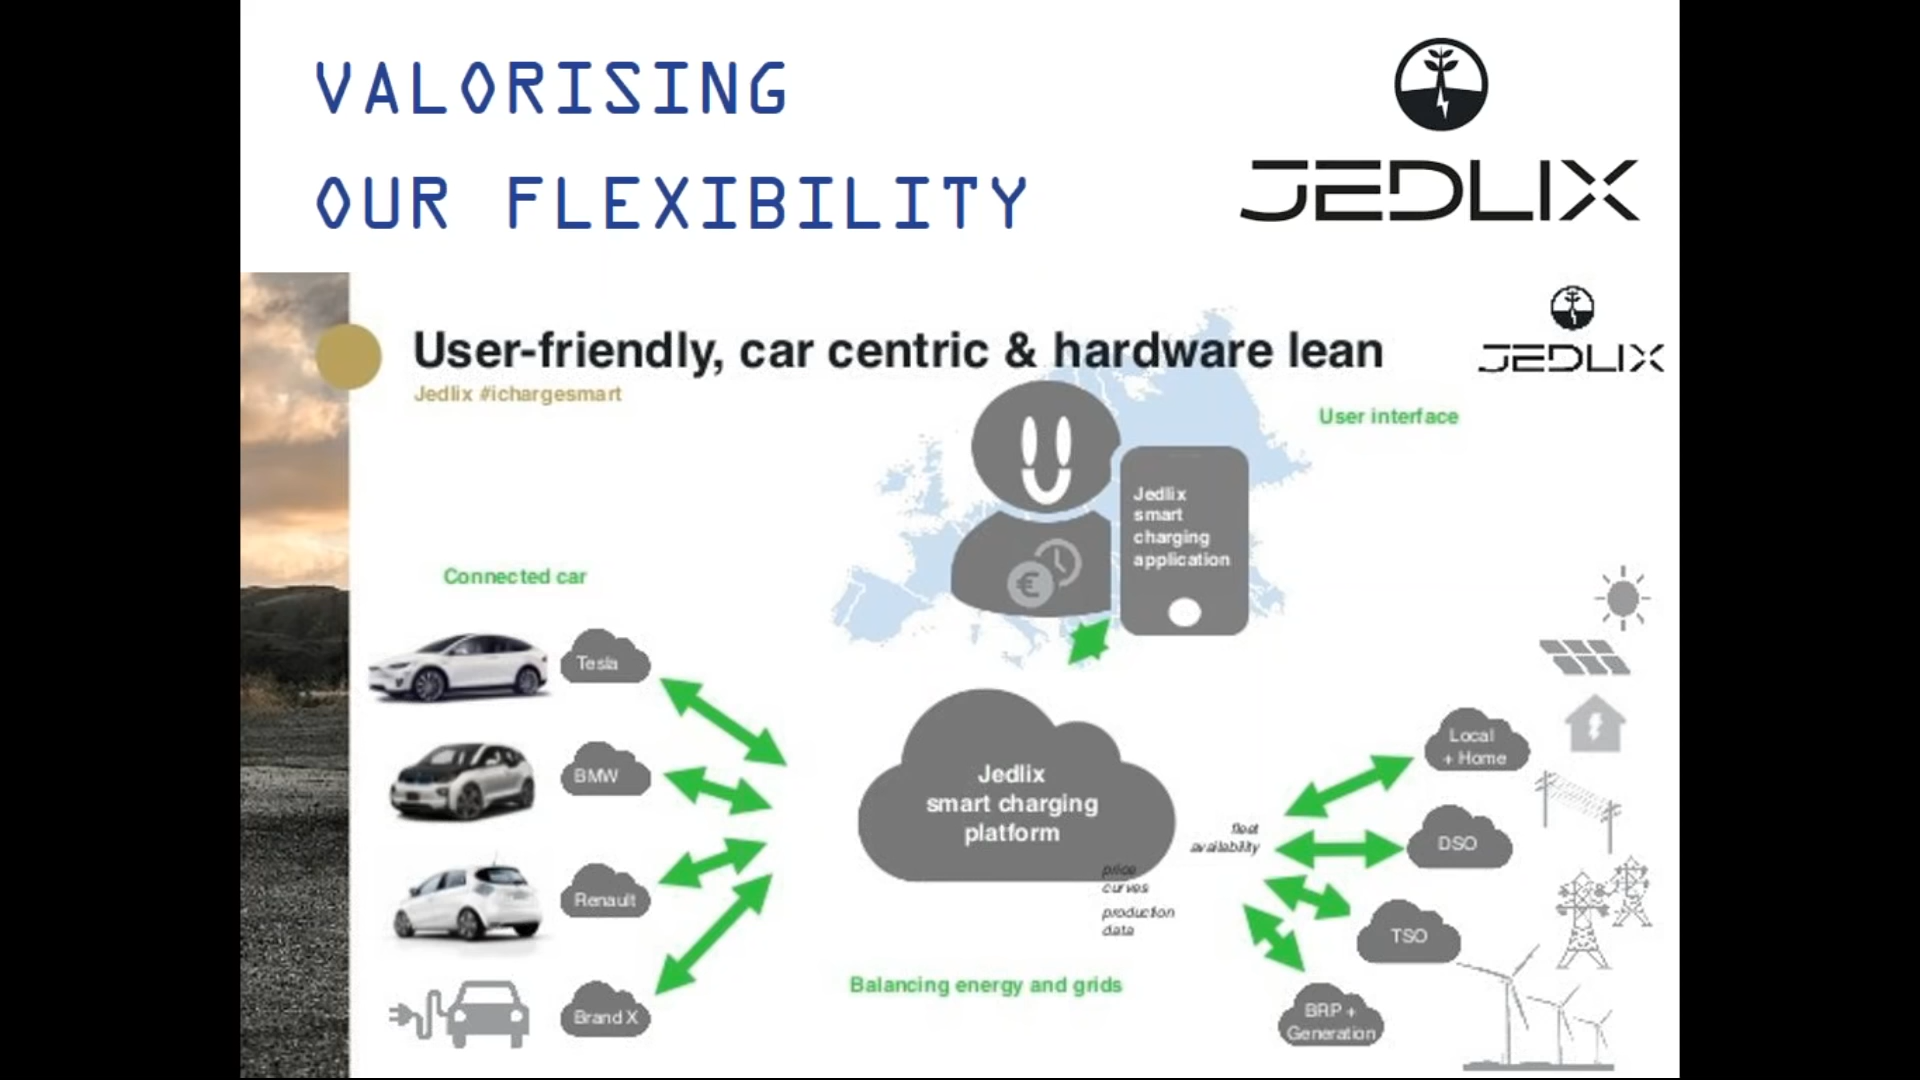 VALORISING
OUR FLEXIBILITY
JEDLIX
User-friendly, car centric & hardware lean
JEDLIX
Jedlix #ichargesmart
User interface
Jedlix
smart
charging
application
Connected car
Tesla
BMW
Renault
Brand X
Jedlix
smart charging
platform
fleet
availability
price
curves
production
data
Balancing energy and grids
Local
+ Home
DSO
TSO
BRP +
Generation